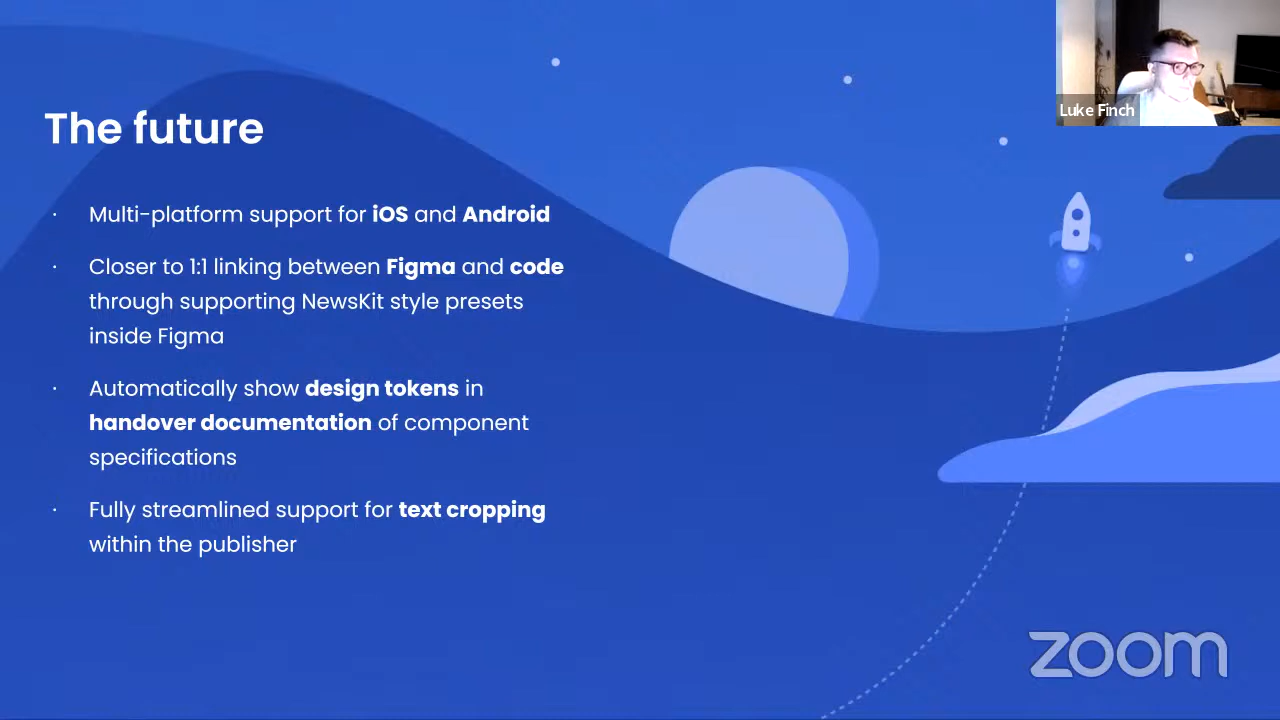 Luke Finch
The future
· Multi-platform support for iOS and Android
· Closer to 1:1 linking between Figma and code
through supporting NewsKit style presets
inside Figma
· Automatically show design tokens in
handover documentation of component
specifications
· Fully streamlined support for text cropping
within the publisher
zoom